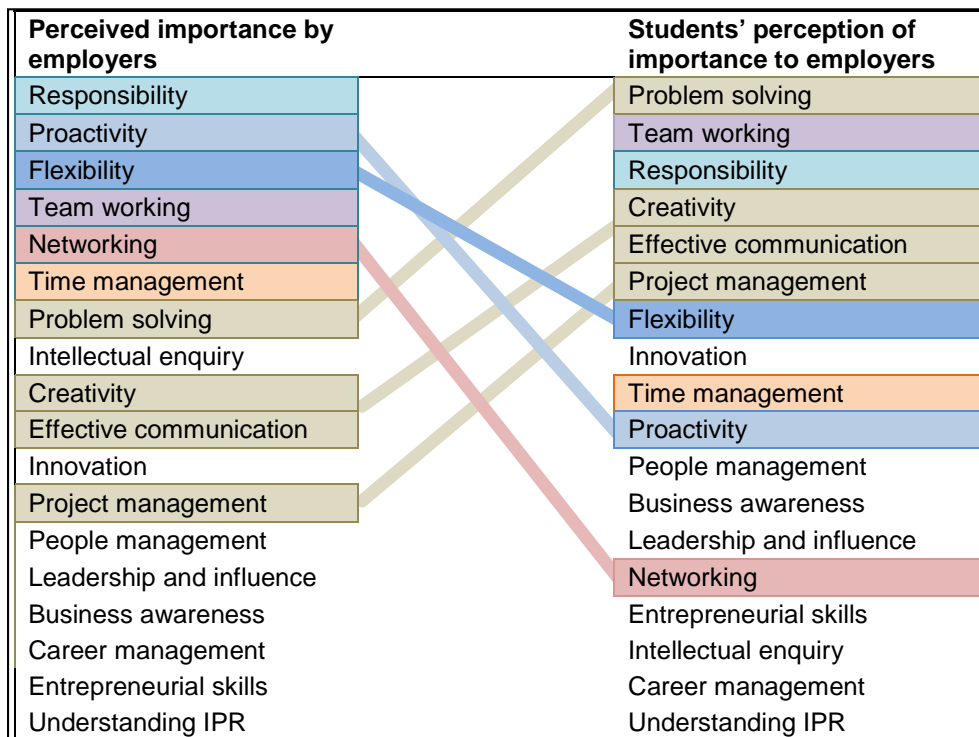 Perceived importance by
employers
Responsibility
Proactivity
Flexibility
Team working
Networking
Time management
Problem solving
Intellectual enquiry
Creativity
Effective communication
Innovation
Project management
People management
Leadership and influence
Business awareness
Career management
Entrepreneurial skills
Understanding IPR
Students’ perception of
importance to employers
Problem solving
Team working
Responsibility
Creativity
Effective communication
Project management
Flexibility
Innovation
Time management
Proactivity
People management
Business awareness
Leadership and influence
Networking
Entrepreneurial skills
Intellectual enquiry
Career management
Understanding IPR